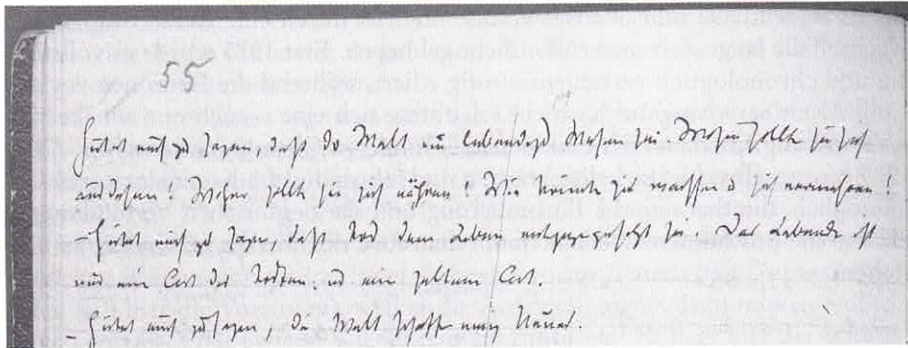 55
Hütet euch zu sagen, daß die Welt ein lebendiges Wesen sei. Wohin sollte sie sich
ausdehnen! Woher sollte sie sich nähren! Wie könnte sie wachsen u sich vermehren!
– Hütet euch zu sagen, daß Tod dem Leben entgegengesetzt sei. Das Lebende ist
nur eine Art des Todten: und eine seltene Art.
– Hütet euch zu sagen, die Welt schaffe ewig Neues.